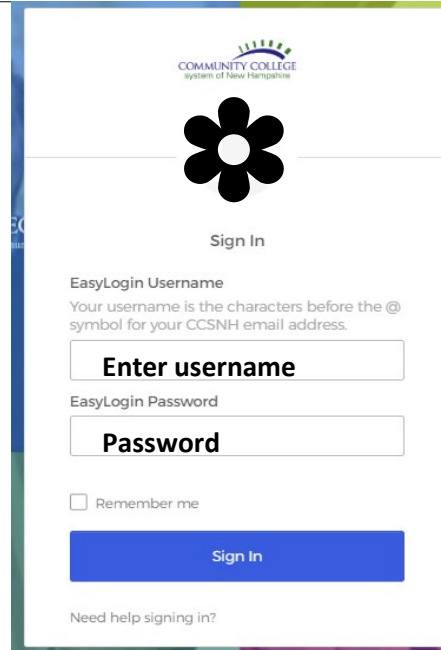 COMMUNITY COLLEGE
system of New Hampshire
Sign In
EasyLogin Username
Your username is the characters before the @
symbol for your CCSNH email address.
Enter username
EasyLogin Password
Password
Remember me
Sign In
Need help signing in?